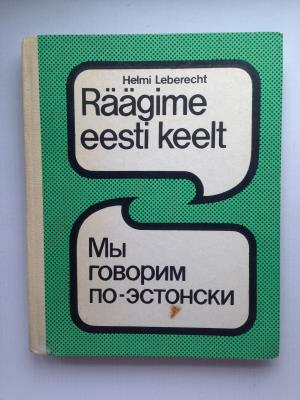 Helmi Leberecht
Räägime
eesti keelt
Мы
говорим
по-эстонски